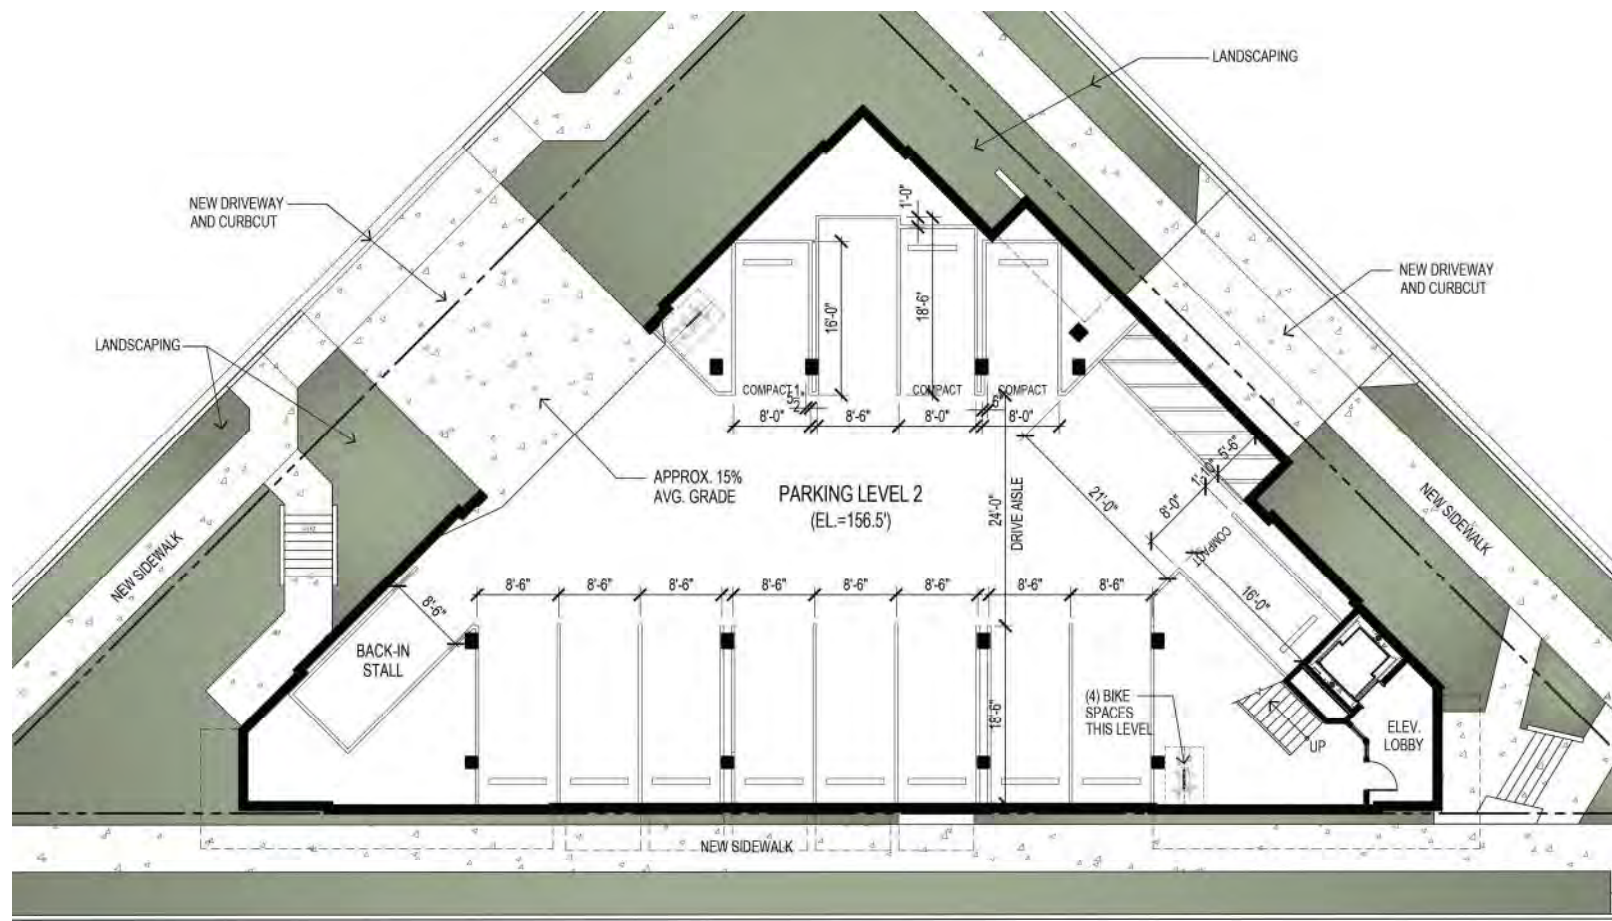 LANDSCAPING
NEW DRIVEWAY
AND CURBCUT
NEW DRIVEWAY
AND CURBCUT
LANDSCAPING
1'-0"
16'-0"
18'-6"
COMPACT
COMPACT
COMPACT
8'-0"
8'-6"
8'-0"
6"
8'-0"
APPROX. 15%
AVG. GRADE
PARKING LEVEL 2
(EL.=156.5')
24'-0"
DRIVE AISLE
21'-0"
5'-6"
1'-10"
8'-0"
COMPACT
16'-0"
NEW SIDEWALK
NEW SIDEWALK
8'-6"
8'-6"
8'-6"
8'-6"
8'-6"
8'-6"
8'-6"
8'-6"
8'-6"
BACK-IN
STALL
18'-6"
(4) BIKE
SPACES
THIS LEVEL
UP
ELEV.
LOBBY
NEW SIDEWALK